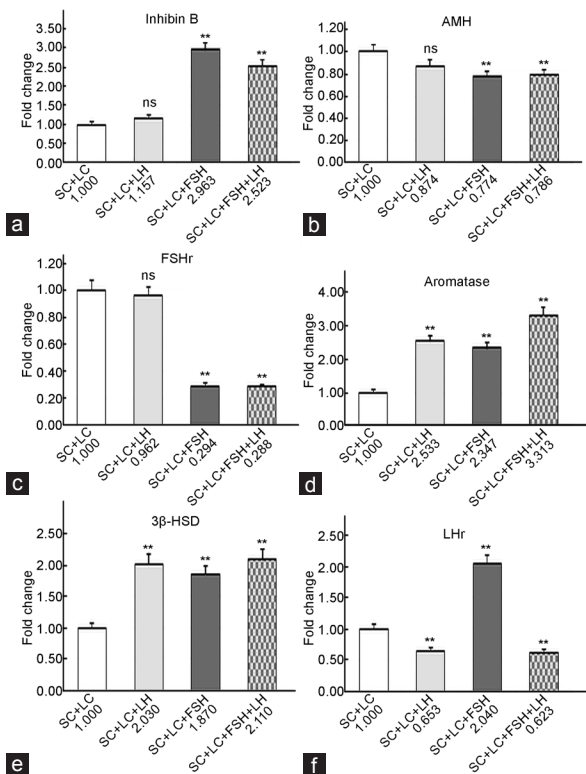 Inhibin B
Fold change
3.50
3.00
2.50
2.00
1.50
1.00
0.50
0.00
ns
**
**
SC+LC
1.000
SC+LC+LH
1.157
SC+LC+FSH
2.963
SC+LC+FSH+LH
2.523
a
AMH
Fold change
1.20
1.00
0.80
0.60
0.40
0.20
0.00
ns
**
**
SC+LC
1.000
SC+LC+LH
0.874
SC+LC+FSH
0.774
SC+LC+FSH+LH
0.786
b
FSHr
Fold change
1.20
1.00
0.80
0.60
0.40
0.20
0.00
ns
**
**
SC+LC
1.000
SC+LC+LH
0.962
SC+LC+FSH
0.294
SC+LC+FSH+LH
0.288
c
Aromatase
Fold change
4.00
3.00
2.00
1.00
0.00
**
**
**
SC+LC
1.000
SC+LC+LH
2.533
SC+LC+FSH
2.347
SC+LC+FSH+LH
3.313
d
3β-HSD
Fold change
2.50
2.00
1.50
1.00
0.50
0.00
**
**
**
SC+LC
1.000
SC+LC+LH
2.030
SC+LC+FSH
1.870
SC+LC+FSH+LH
2.110
e
LHr
Fold change
2.50
2.00
1.50
1.00
0.50
0.00
**
**
**
SC+LC
1.000
SC+LC+LH
0.653
SC+LC+FSH
2.040
SC+LC+FSH+LH
0.623
f